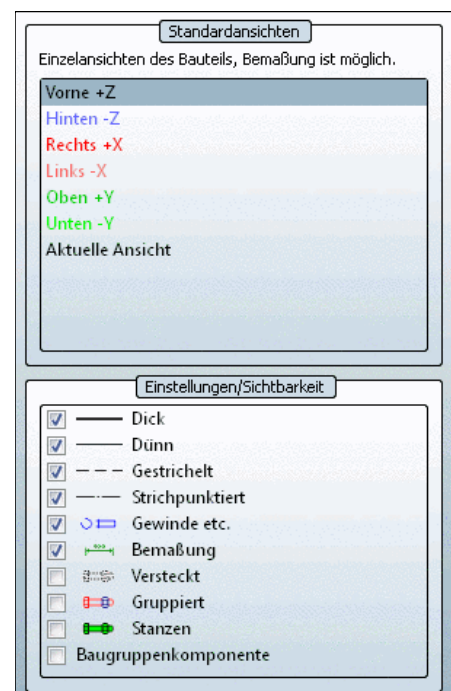 Standardansichten
Einzelansichten des Bauteils, Bemaßung ist möglich.
Vorne +Z
Hinten -Z
Rechts +X
Links -X
Oben +Y
Unten -Y
Aktuelle Ansicht
Einstellungen/Sichtbarkeit
Dick
Dünn
Gestrichelt
Strichpunktiert
Gewinde etc.
Bemaßung
Versteckt
Gruppiert
Stanzen
Baugruppenkomponente